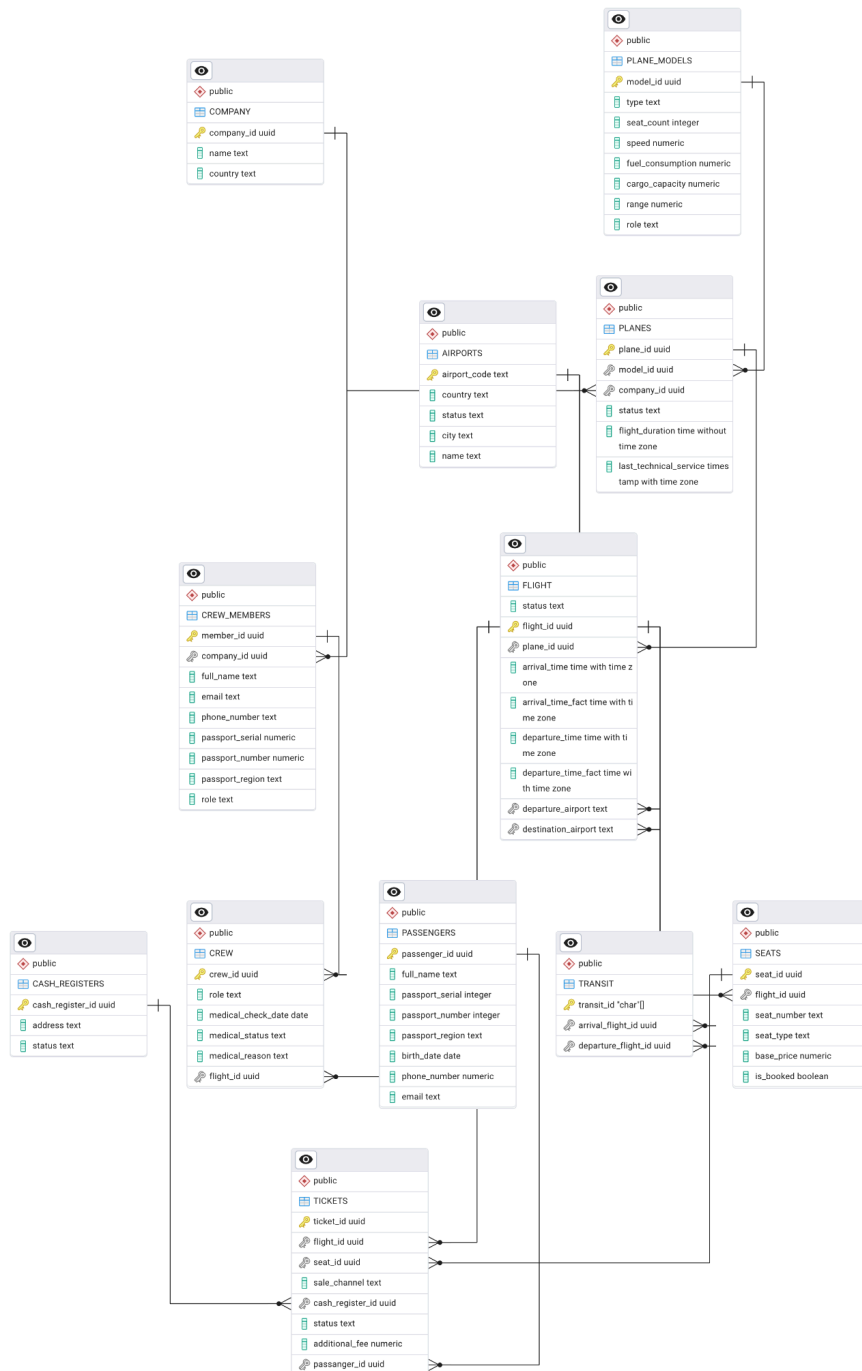 public
PLANE_MODELS
model_id uuid
type text
seat_count integer
speed numeric
fuel_consumption numeric
cargo_capacity numeric
range numeric
role text
public
COMPANY
company_id uuid
name text
country text
public
AIRPORTS
airport_code text
country text
status text
city text
name text
public
PLANES
plane_id uuid
model_id uuid
company_id uuid
status text
flight_duration time without
time zone
last_technical_service times
tamp with time zone
public
FLIGHT
status text
flight_id uuid
plane_id uuid
arrival_time time with time z
one
arrival_time_fact time with ti
me zone
departure_time time with ti
me zone
departure_time_fact time wi
th time zone
departure_airport text
destination_airport text
public
CREW_MEMBERS
member_id uuid
company_id uuid
full_name text
email text
phone_number text
passport_serial numeric
passport_number numeric
passport_region text
role text
public
CASH_REGISTERS
cash_register_id uuid
address text
status text
public
CREW
crew_id uuid
role text
medical_check_date date
medical_status text
medical_reason text
flight_id uuid
public
PASSENGERS
passenger_id uuid
full_name text
passport_serial integer
passport_number integer
passport_region text
birth_date date
phone_number numeric
email text
public
TRANSIT
transit_id "char"[]
arrival_flight_id uuid
departure_flight_id uuid
public
SEATS
seat_id uuid
flight_id uuid
seat_number text
seat_type text
base_price numeric
is_booked boolean
public
TICKETS
ticket_id uuid
flight_id uuid
seat_id uuid
sale_channel text
cash_register_id uuid
status text
additional_fee numeric
passanger_id uuid